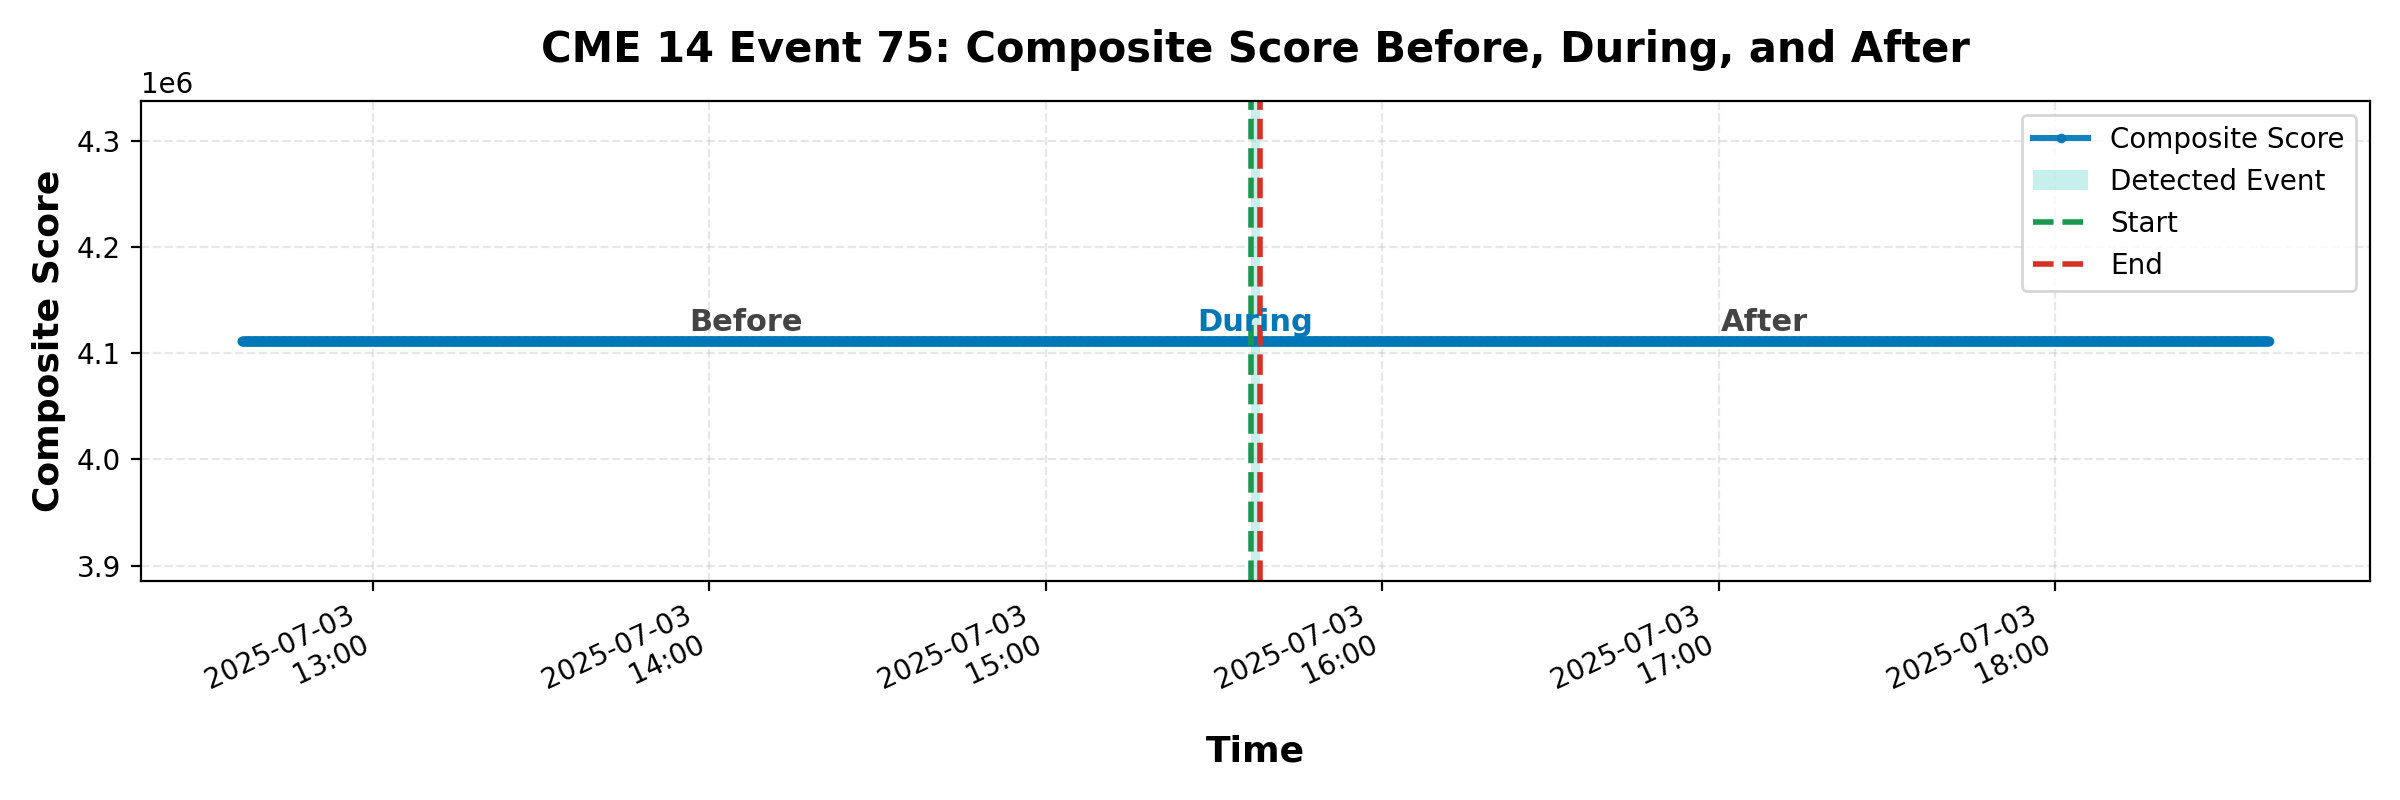 CME 14 Event 75: Composite Score Before, During, and After
1e6
4.3
4.2
4.1
4.0
3.9
Composite Score
Composite Score
Detected Event
Start
End
Before
During
After
2025-07-03
13:00
2025-07-03
14:00
2025-07-03
15:00
2025-07-03
16:00
2025-07-03
17:00
2025-07-03
18:00
Time